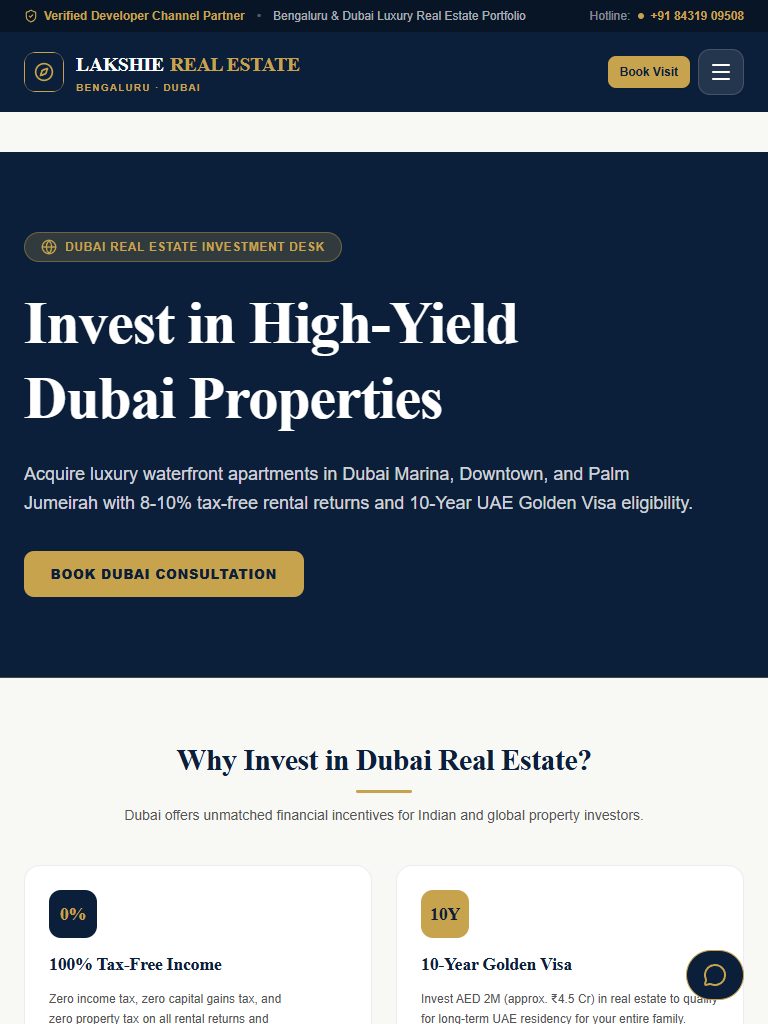 Verified Developer Channel Partner • Bengaluru & Dubai Luxury Real Estate Portfolio Hotline: +91 84319 09508
LAKSHIE REAL ESTATE
BENGALURU · DUBAI
Book Visit
DUBAI REAL ESTATE INVESTMENT DESK
Invest in High-Yield
Dubai Properties
Acquire luxury waterfront apartments in Dubai Marina, Downtown, and Palm
Jumeirah with 8-10% tax-free rental returns and 10-Year UAE Golden Visa eligibility.
BOOK DUBAI CONSULTATION
Why Invest in Dubai Real Estate?
Dubai offers unmatched financial incentives for Indian and global property investors.
0%
100% Tax-Free Income
Zero income tax, zero capital gains tax, and
zero property tax on all rental returns and
10Y
10-Year Golden Visa
Invest AED 2M (approx. ₹4.5 Cr) in real estate to qualify
for long-term UAE residency for your entire family.